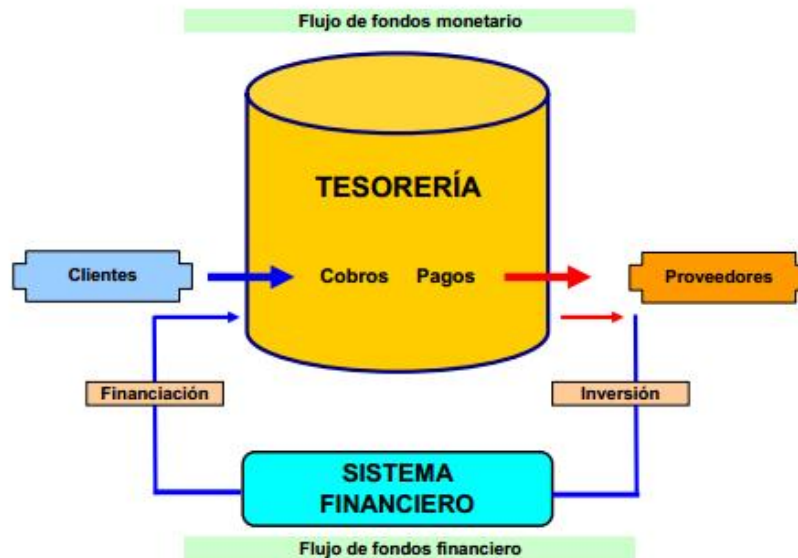 Flujo de fondos monetario
TESORERÍA
Clientes
Cobros
Pagos
Proveedores
Financiación
Inversión
SISTEMA
FINANCIERO
Flujo de fondos financiero